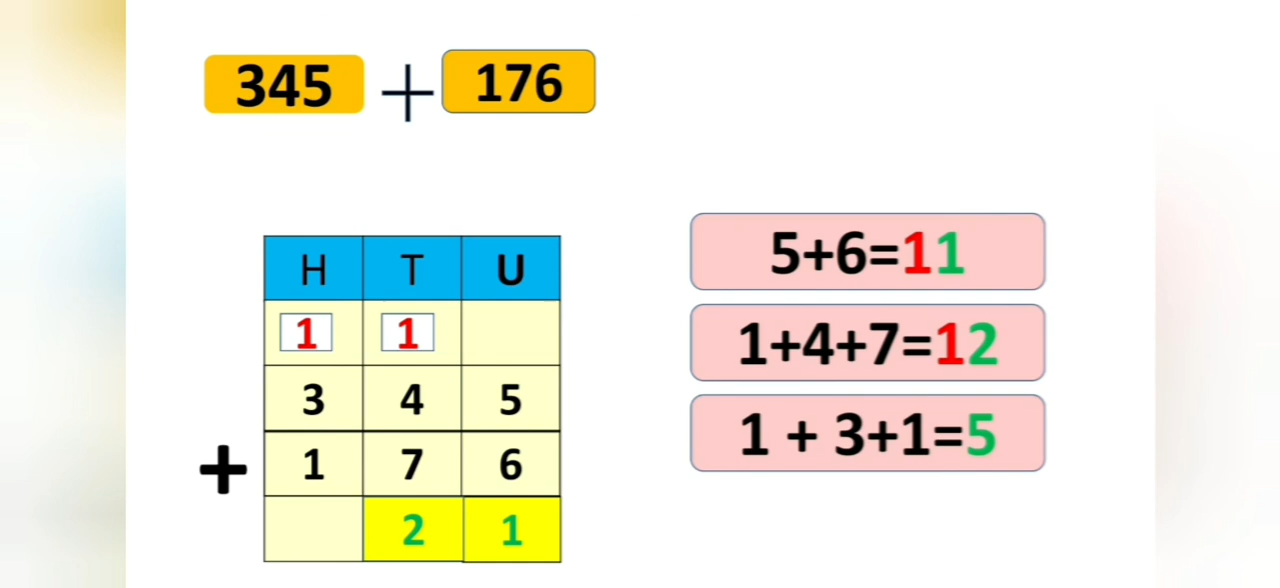 345 + 176
H T U
1 1
3 4 5
+ 1 7 6
2 1
5+6=11
1+4+7=12
1 + 3+1=5